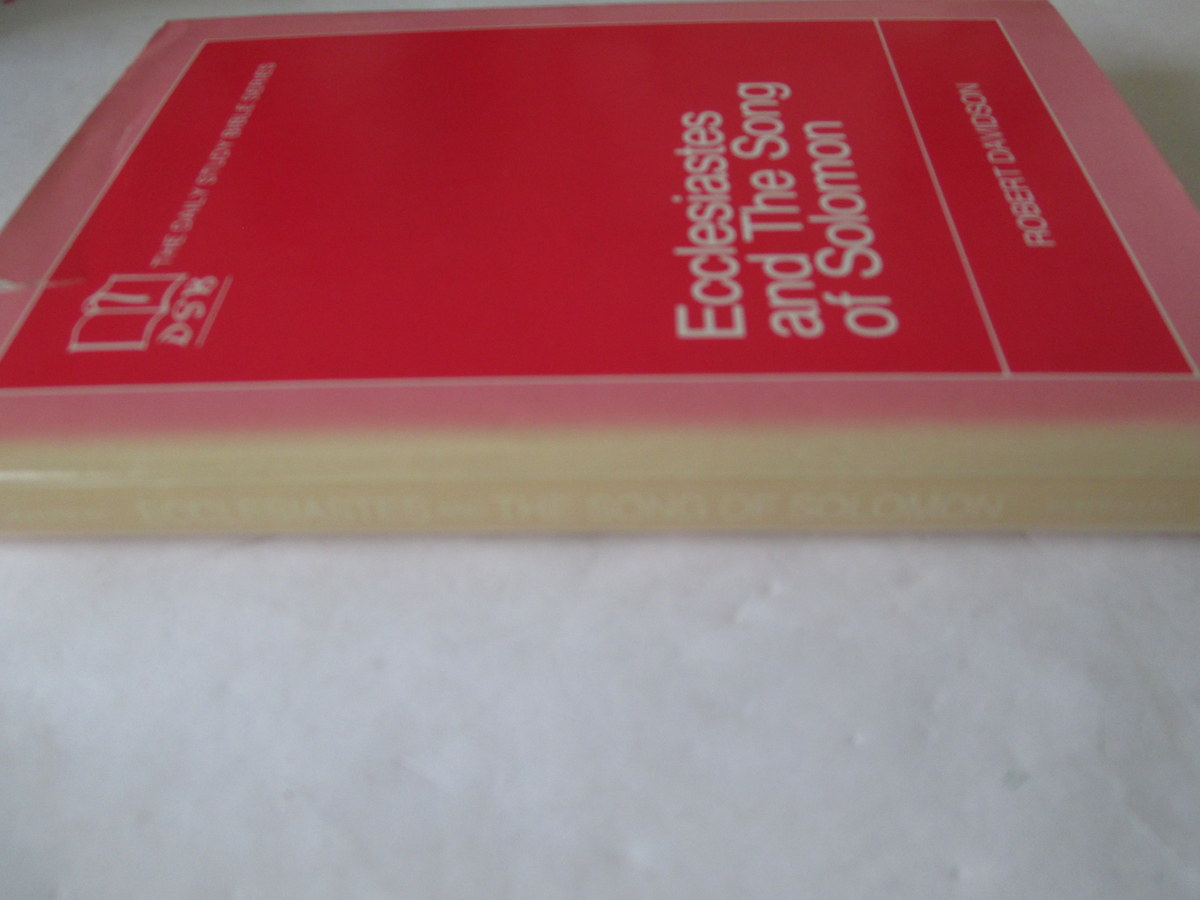 THE DAILY STUDY BIBLE SERIES
DSB
Ecclesiastes
and The Song
of Solomon
ROBERT DAVIDSON
ECCLESIASTES AND THE SONG OF SOLOMON